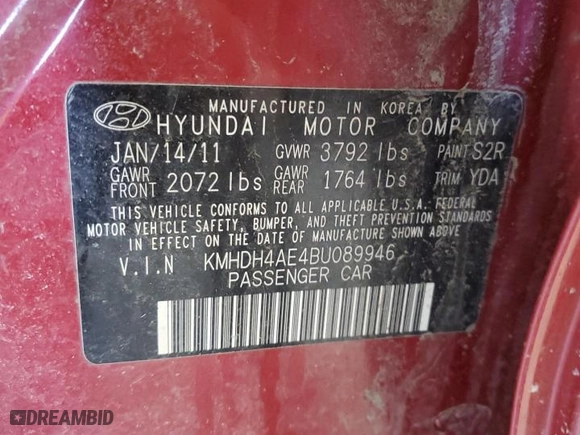 MANUFACTURED IN KOREA BY
HYUNDAI MOTOR COMPANY
JAN/14/11 GVWR 3792 lbs PAINT S2R
GAWR FRONT 2072 lbs GAWR REAR 1764 lbs TRIM YDA
THIS VEHICLE CONFORMS TO ALL APPLICABLE U.S.A. FEDERAL
MOTOR VEHICLE SAFETY, BUMPER, AND THEFT PREVENTION STANDARDS
IN EFFECT ON THE DATE OF MANUFACTURE SHOWN ABOVE.
V.I.N KMHDH4AE4BU089946
PASSENGER CAR
DREAMBID